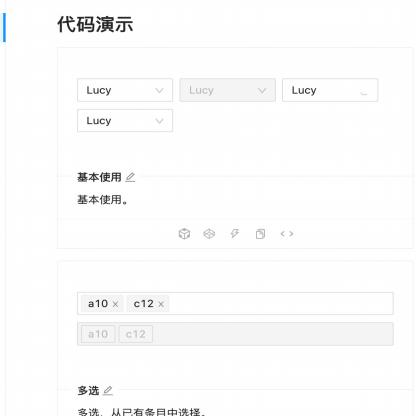 代码演示
Lucy Lucy Lucy
Lucy
基本使用
基本使用。
a10 × c12 ×
a10 c12
多选
多选，从已有条目中选择。